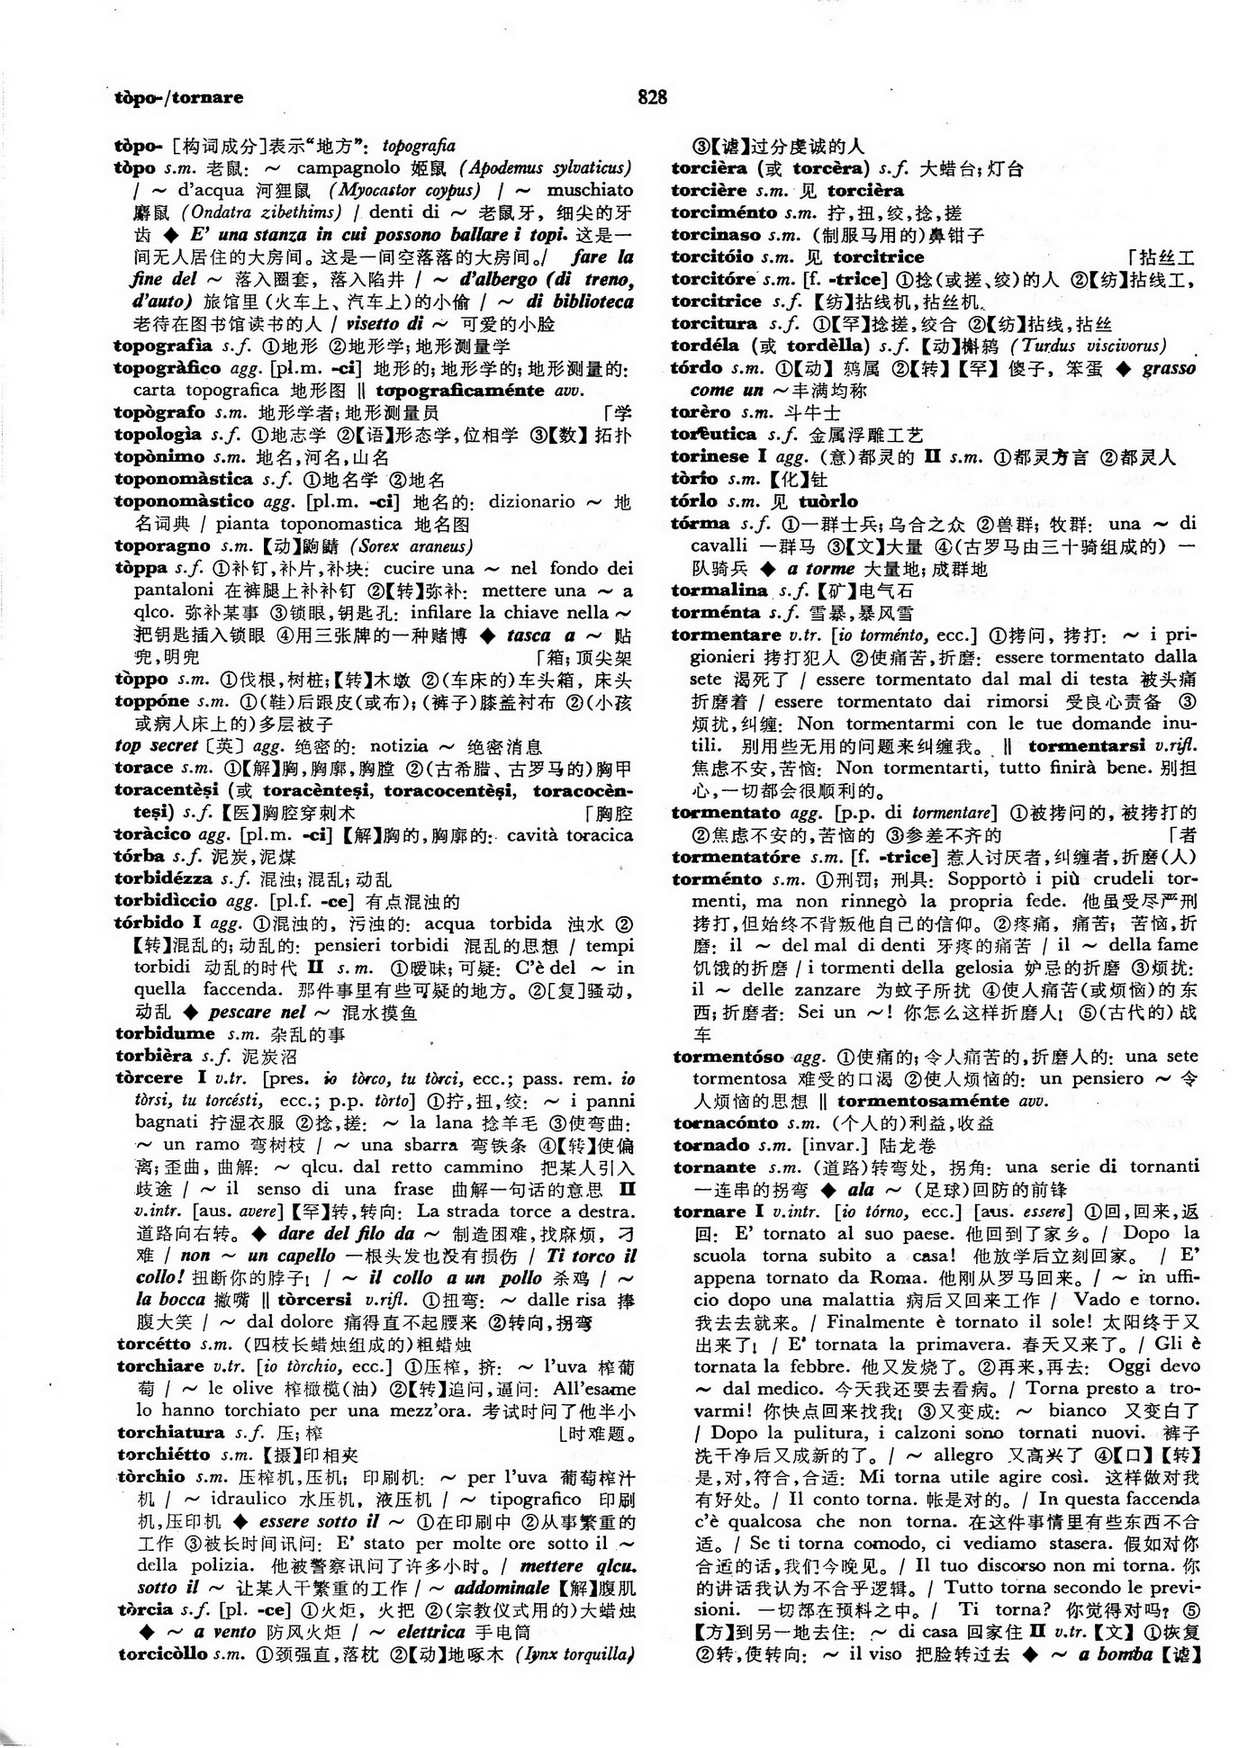 tòpo-/tornare
828
tòpo- [构词成分]表示“地方”: topografia
tòpo s.m. 老鼠: ～ campagnolo 姬鼠 (Apodemus sylvaticus)
/ ～ d'acqua 河狸鼠 (Myocastor coypus) / ～ muschiato
麝鼠 (Ondatra zibethims) / denti di ～ 老鼠牙, 细尖的牙
齿 ◆ E' una stanza in cui possono ballare i topi. 这是一
间无人居住的大房间。这是一间空落落的大房间。/ fare la
fine del ～ 落入圈套, 落入陷井 / ～ d'albergo (di treno,
d'auto) 旅馆里(火车上、汽车上)的小偷 / ～ di biblioteca
老待在图书馆读书的人 / visetto di ～ 可爱的小脸
topografìa s.f. ①地形 ②地形学;地形测量学
topogràfico agg. [pl.m. -ci] 地形的;地形学的;地形测量的:
carta topografica 地形图 ‖ topograficaménte avv.
topògrafo s.m. 地形学者;地形测量员 「学
topologìa s.f. ①地志学 ②【语】形态学,位相学 ③【数】拓扑
topònimo s.m. 地名,河名,山名
toponomàstica s.f. ①地名学 ②地名
toponomàstico agg. [pl.m. -ci] 地名的: dizionario ～ 地
名词典 / pianta toponomastica 地名图
toporagno s.m. 【动】鼩鼱 (Sorex araneus)
tòppa s.f. ①补钉,补片,补块: cucire una ～ nel fondo dei
pantaloni 在裤腿上补补钉 ②【转】弥补: mettere una ～ a
qlco. 弥补某事 ③锁眼,钥匙孔: infilare la chiave nella ～
把钥匙插入锁眼 ④用三张牌的一种赌博 ◆ tasca a ～ 贴
兜,明兜 「箱;顶尖架
tòppo s.m. ①伐根,树桩;【转】木墩 ②(车床的)车头箱, 床头
toppóne s.m. ①(鞋)后跟皮(或布);(裤子)膝盖衬布 ②(小孩
或病人床上的)多层被子
top secret 〔英〕 agg. 绝密的: notizia ～ 绝密消息
torace s.m. ①【解】胸,胸廓,胸膛 ②(古希腊、古罗马的)胸甲
toracentèsi (或 toracènteşi, toracocentèşi, toracocèn-
teşi) s.f. 【医】胸腔穿刺术 「胸腔
toràcico agg. [pl.m. -ci] 【解】胸的,胸廓的: cavità toracica
tórba s.f. 泥炭,泥煤
torbidézza s.f. 混浊;混乱;动乱
torbidìccio agg. [pl.f. -ce] 有点混浊的
tórbido I agg. ①混浊的, 污浊的: acqua torbida 浊水 ②
【转】混乱的;动乱的: pensieri torbidi 混乱的思想 / tempi
torbidi 动乱的时代 II s.m. ①暧昧;可疑: C'è del ～ in
quella faccenda. 那件事里有些可疑的地方。②[复]骚动,
动乱 ◆ pescare nel ～ 混水摸鱼
torbidume s.m. 杂乱的事
torbièra s.f. 泥炭沼
tòrcere I v.tr. [pres. io tòrco, tu tòrci, ecc.; pass. rem. io
tòrsi, tu torcésti, ecc.; p.p. tòrto] ①拧,扭,绞: ～ i panni
bagnati 拧湿衣服 ②捻,搓: ～ la lana 捻羊毛 ③使弯曲:
～ un ramo 弯树枝 / ～ una sbarra 弯铁条 ④【转】使偏
离;歪曲, 曲解: ～ qlcu. dal retto cammino 把某人引入
歧途 / ～ il senso di una frase 曲解一句话的意思 II
v.intr. [aus. avere] 【罕】转,转向: La strada torce a destra.
道路向右转。◆ dare del filo da ～ 制造困难,找麻烦, 刁
难 / non ～ un capello 一根头发也没有损伤 / Ti torco il
collo! 扭断你的脖子! / ～ il collo a un pollo 杀鸡 / ～
la bocca 撇嘴 ‖ tòrcersi v.rifl. ①扭弯: ～ dalle risa 捧
腹大笑 / ～ dal dolore 痛得直不起腰来 ②转向,拐弯
torcétto s.m. (四枝长蜡烛组成的)粗蜡烛
torchiare v.tr. [io tòrchio, ecc.] ①压榨, 挤: ～ l'uva 榨葡
萄 / ～ le olive 榨橄榄(油) ②【转】追问,逼问: All'esame
lo hanno torchiato per una mezz'ora. 考试时问了他半小
torchiatura s.f. 压;榨 ⌊时难题。
torchiétto s.m. 【摄】印相夹
tòrchio s.m. 压榨机,压机; 印刷机: ～ per l'uva 葡萄榨汁
机 / ～ idraulico 水压机, 液压机 / ～ tipografico 印刷
机,压印机 ◆ essere sotto il ～ ①在印刷中 ②从事繁重的
工作 ③被长时间讯问: E' stato per molte ore sotto il ～
della polizia. 他被警察讯问了许多小时。/ mettere qlcu.
sotto il ～ 让某人干繁重的工作 / ～ addominale 【解】腹肌
tòrcia s.f. [pl. -ce] ①火炬, 火把 ②(宗教仪式用的)大蜡烛
◆ ～ a vento 防风火炬 / ～ elettrica 手电筒
torcicòllo s.m. ①颈强直,落枕 ②【动】地啄木 (Iynx torquilla)
③【谑】过分虔诚的人
torcièra (或 torcèra) s.f. 大蜡台;灯台
torcière s.m. 见 torcièra
torciménto s.m. 拧,扭,绞,捻,搓
torcinaso s.m. (制服马用的)鼻钳子
torcitóio s.m. 见 torcitrice 「拈丝工
torcitóre s.m. [f. -trice] ①捻(或搓、绞)的人 ②【纺】拈线工,
torcitrice s.f. 【纺】拈线机,拈丝机
torcitura s.f. ①【罕】捻搓,绞合 ②【纺】拈线,拈丝
tordéla (或 tordèlla) s.f. 【动】槲鸫 (Turdus viscivorus)
tórdo s.m. ①【动】鸫属 ②【转】【罕】傻子, 笨蛋 ◆ grasso
come un ～丰满均称
torèro s.m. 斗牛士
torèutica s.f. 金属浮雕工艺
torinese I agg. (意)都灵的 II s.m. ①都灵方言 ②都灵人
tòrio s.m. 【化】钍
tórlo s.m. 见 tuòrlo
tórma s.f. ①一群士兵;乌合之众 ②兽群; 牧群: una ～ di
cavalli 一群马 ③【文】大量 ④(古罗马由三十骑组成的) 一
队骑兵 ◆ a torme 大量地;成群地
tormalina s.f. 【矿】电气石
torménta s.f. 雪暴,暴风雪
tormentare v.tr. [io torménto, ecc.] ①拷问, 拷打: ～ i pri-
gionieri 拷打犯人 ②使痛苦,折磨: essere tormentato dalla
sete 渴死了 / essere tormentato dal mal di testa 被头痛
折磨着 / essere tormentato dai rimorsi 受良心责备 ③
烦扰,纠缠: Non tormentarmi con le tue domande inu-
tili. 别用些无用的问题来纠缠我。‖ tormentarsi v.rifl.
焦虑不安,苦恼: Non tormentarti, tutto finirà bene. 别担
心,一切都会很顺利的。
tormentato agg. [p.p. di tormentare] ①被拷问的, 被拷打的
②焦虑不安的,苦恼的 ③参差不齐的 「者
tormentatóre s.m. [f. -trice] 惹人讨厌者,纠缠者,折磨(人)
torménto s.m. ①刑罚; 刑具: Sopportò i più crudeli tor-
menti, ma non rinnegò la propria fede. 他虽受尽严刑
拷打,但始终不背叛他自己的信仰。②疼痛, 痛苦; 苦恼,折
磨: il ～ del mal di denti 牙疼的痛苦 / il ～ della fame
饥饿的折磨 / i tormenti della gelosia 妒忌的折磨 ③烦扰:
il ～ delle zanzare 为蚊子所扰 ④使人痛苦(或烦恼)的东
西;折磨者: Sei un ～! 你怎么这样折磨人! ⑤(古代的) 战
车
tormentóso agg. ①使痛的;令人痛苦的,折磨人的: una sete
tormentosa 难受的口渴 ②使人烦恼的: un pensiero ～ 令
人烦恼的思想 ‖ tormentosaménte avv.
tornacónto s.m. (个人的)利益,收益
tornado s.m. [invar.] 陆龙卷
tornante s.m. (道路)转弯处, 拐角: una serie di tornanti
一连串的拐弯 ◆ ala ～ (足球)回防的前锋
tornare I v.intr. [io tórno, ecc.] [aus. essere] ①回,回来,返
回: E' tornato al suo paese. 他回到了家乡。/ Dopo la
scuola torna subito a casa! 他放学后立刻回家。 / E'
appena tornato da Roma. 他刚从罗马回来。/ ～ in uffi-
cio dopo una malattia 病后又回来工作 / Vado e torno.
我去去就来。/ Finalmente è tornato il sole! 太阳终于又
出来了! / E' tornata la primavera. 春天又来了。/ Gli è
tornata la febbre. 他又发烧了。②再来,再去: Oggi devo
～ dal medico. 今天我还要去看病。/ Torna presto a tro-
varmi! 你快点回来找我! ③又变成: ～ bianco 又变白了
/ Dopo la pulitura, i calzoni sono tornati nuovi. 裤子
洗干净后又成新的了。/ ～ allegro 又高兴了 ④【口】【转】
是,对,符合,合适: Mi torna utile agire così. 这样做对我
有好处。/ Il conto torna. 帐是对的。/ In questa faccenda
c'è qualcosa che non torna. 在这件事情里有些东西不合
适。/ Se ti torna comodo, ci vediamo stasera. 假如对你
合适的话,我们今晚见。/ Il tuo discorso non mi torna. 你
的讲话我认为不合乎逻辑。/ Tutto torna secondo le previ-
sioni. 一切都在预料之中。/ Ti torna? 你觉得对吗? ⑤
【方】到另一地去住: ～ di casa 回家住 II v.tr. 【文】 ①恢复
②转,使转向: ～ il viso 把脸转过去 ◆ ～ a bomba 【谑】